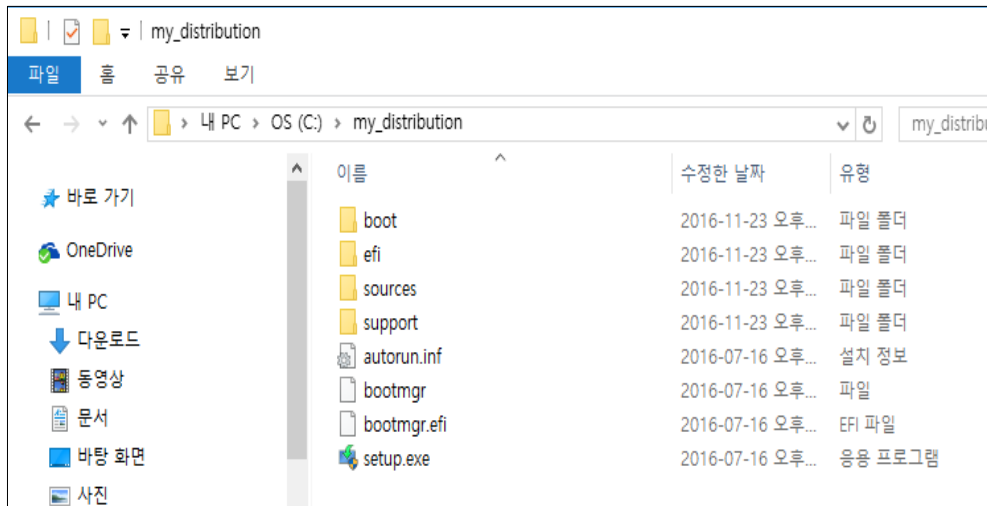 my_distribution
파일 홈 공유 보기
내 PC > OS (C:) > my_distribution my_distribu
이름 수정한 날짜 유형
바로 가기
OneDrive
내 PC
다운로드
동영상
문서
바탕 화면
사진
boot 2016-11-23 오후... 파일 폴더
efi 2016-11-23 오후... 파일 폴더
sources 2016-11-23 오후... 파일 폴더
support 2016-11-23 오후... 파일 폴더
autorun.inf 2016-07-16 오후... 설치 정보
bootmgr 2016-07-16 오후... 파일
bootmgr.efi 2016-07-16 오후... EFI 파일
setup.exe 2016-07-16 오후... 응용 프로그램